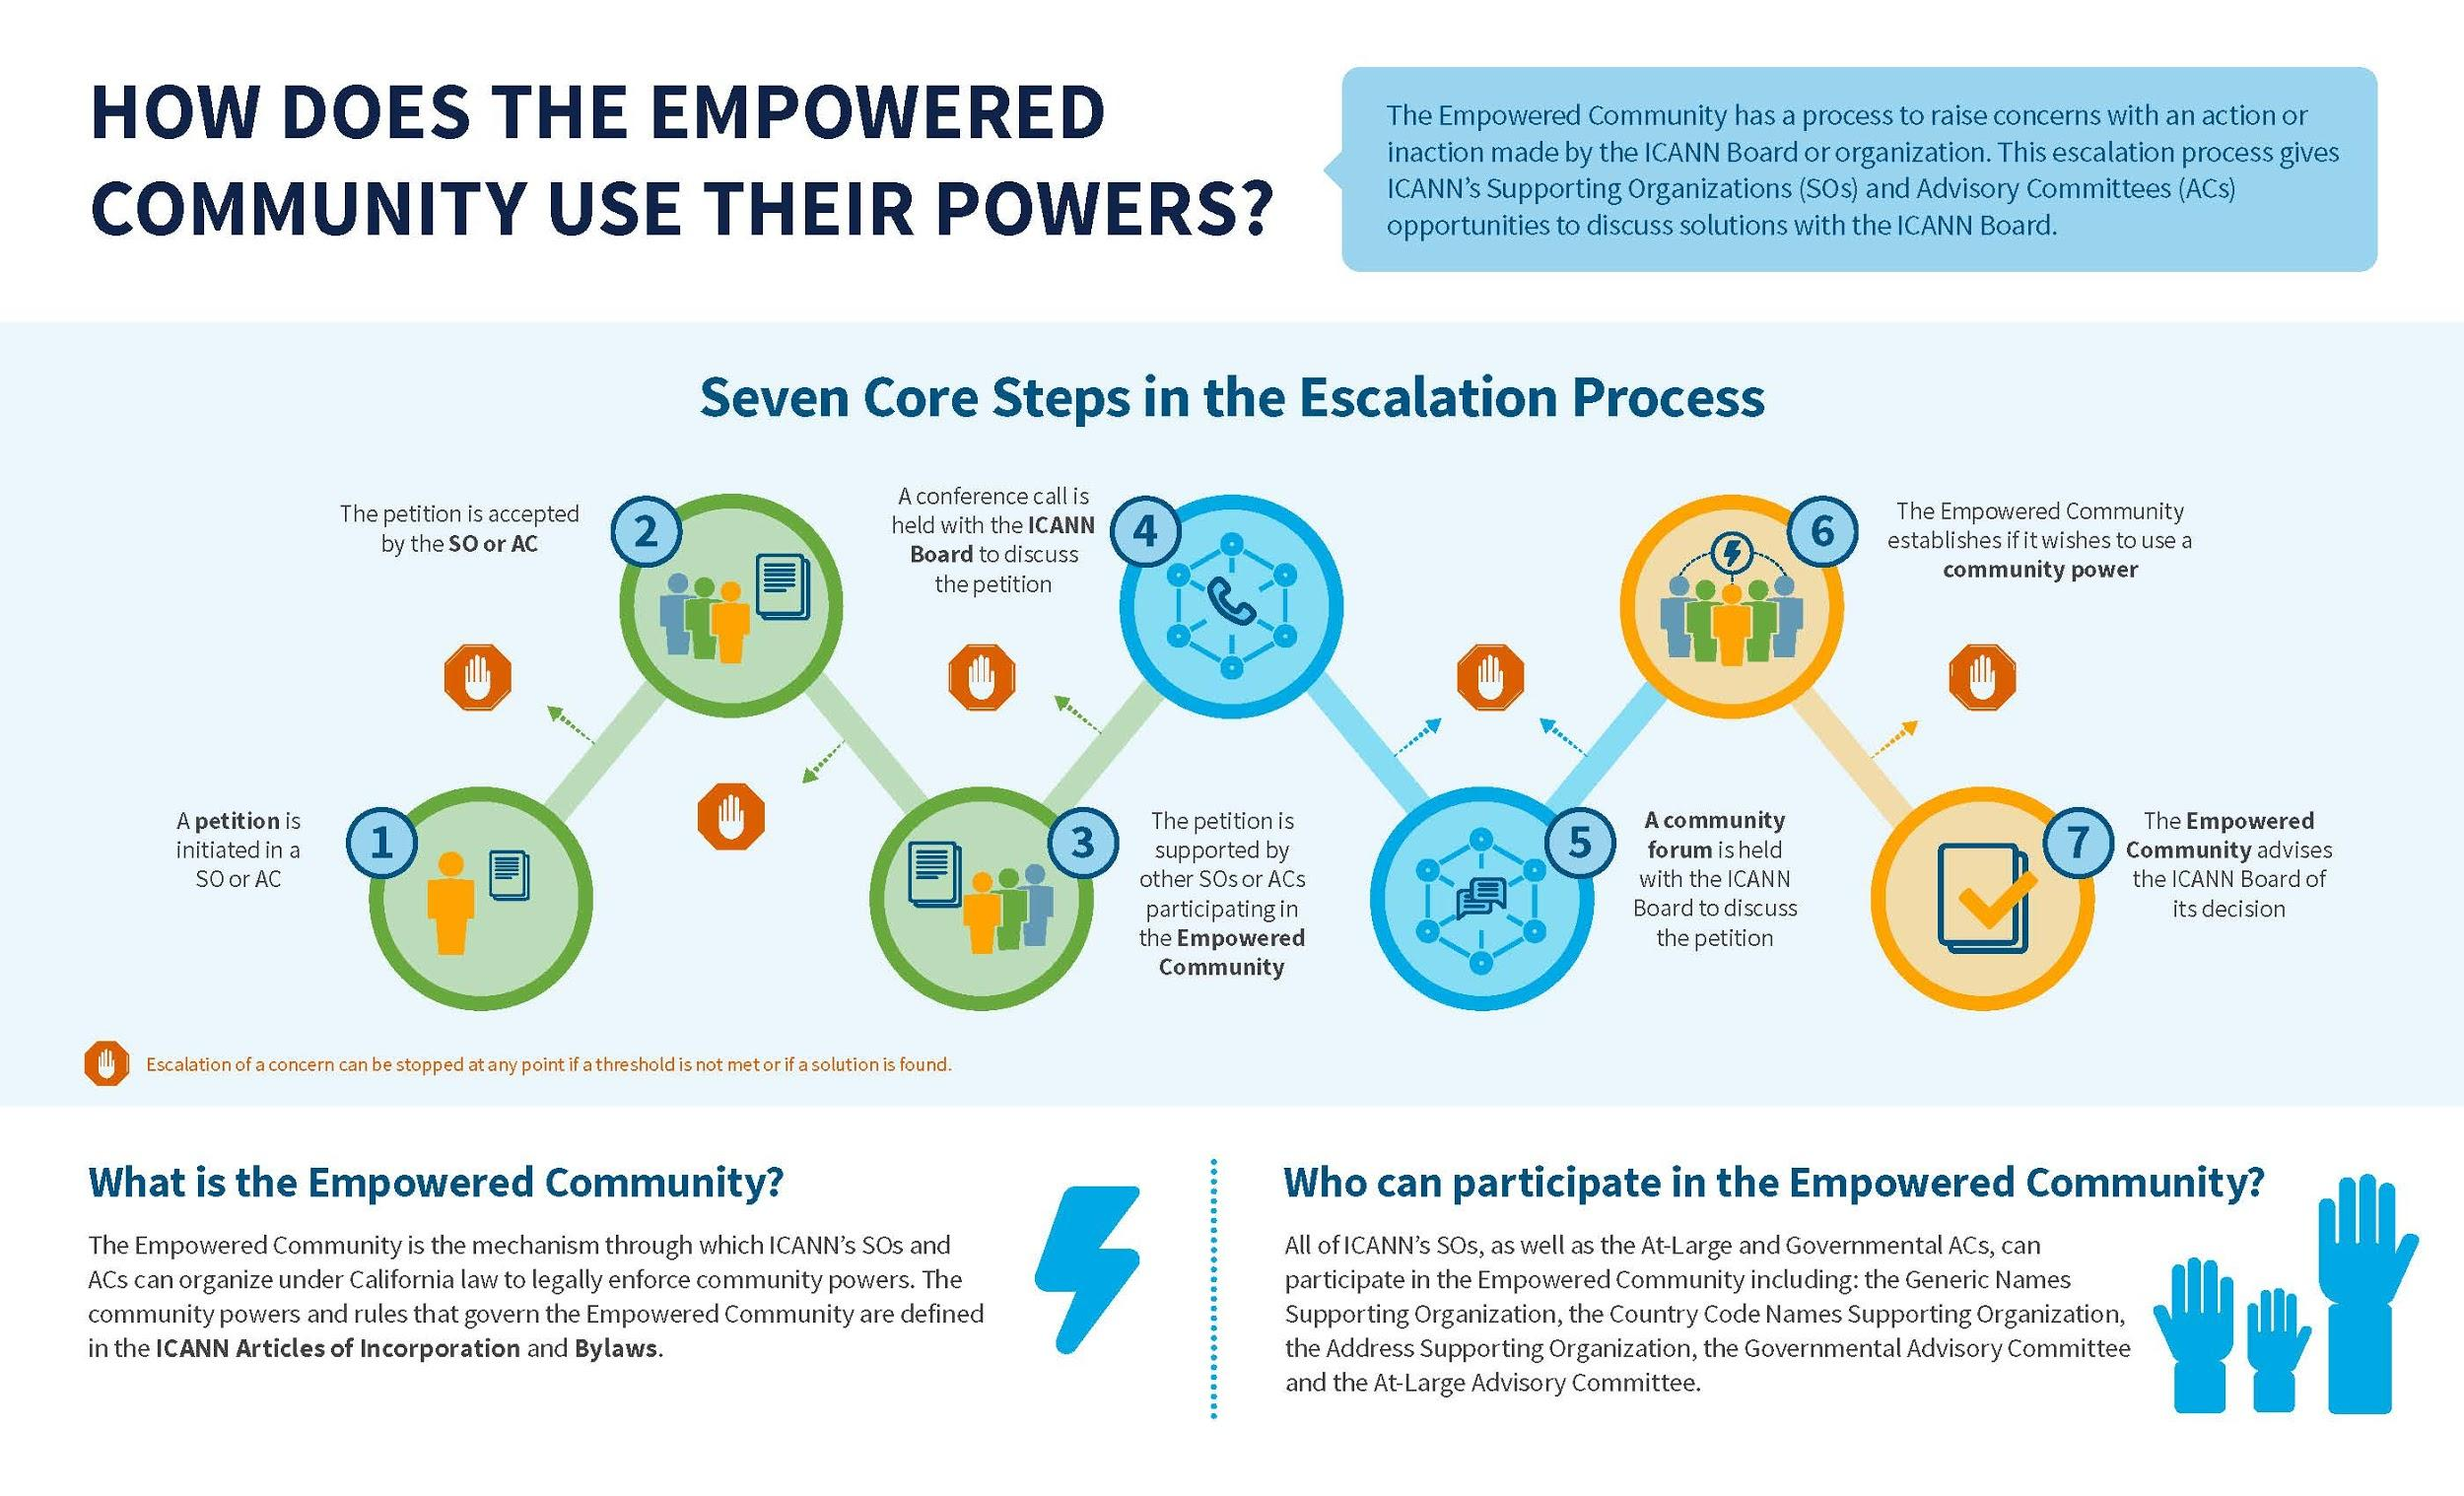 HOW DOES THE EMPOWERED
COMMUNITY USE THEIR POWERS?
The Empowered Community has a process to raise concerns with an action or
inaction made by the ICANN Board or organization. This escalation process gives
ICANN's Supporting Organizations (SOs) and Advisory Committees (ACs)
opportunities to discuss solutions with the ICANN Board.
Seven Core Steps in the Escalation Process
1
A petition is
initiated in a
SO or AC
2
The petition is accepted
by the SO or AC
3
The petition is
supported by
other SOs or ACs
participating in
the Empowered
Community
4
A conference call is
held with the ICANN
Board to discuss
the petition
5
A community
forum is held
with the ICANN
Board to discuss
the petition
6
The Empowered Community
establishes if it wishes to use a
community power
7
The Empowered
Community advises
the ICANN Board of
its decision
Escalation of a concern can be stopped at any point if a threshold is not met or if a solution is found.
What is the Empowered Community?
The Empowered Community is the mechanism through which ICANN's SOs and
ACs can organize under California law to legally enforce community powers. The
community powers and rules that govern the Empowered Community are defined
in the ICANN Articles of Incorporation and Bylaws.
Who can participate in the Empowered Community?
All of ICANN's SOs, as well as the At-Large and Governmental ACs, can
participate in the Empowered Community including: the Generic Names
Supporting Organization, the Country Code Names Supporting Organization,
the Address Supporting Organization, the Governmental Advisory Committee
and the At-Large Advisory Committee.